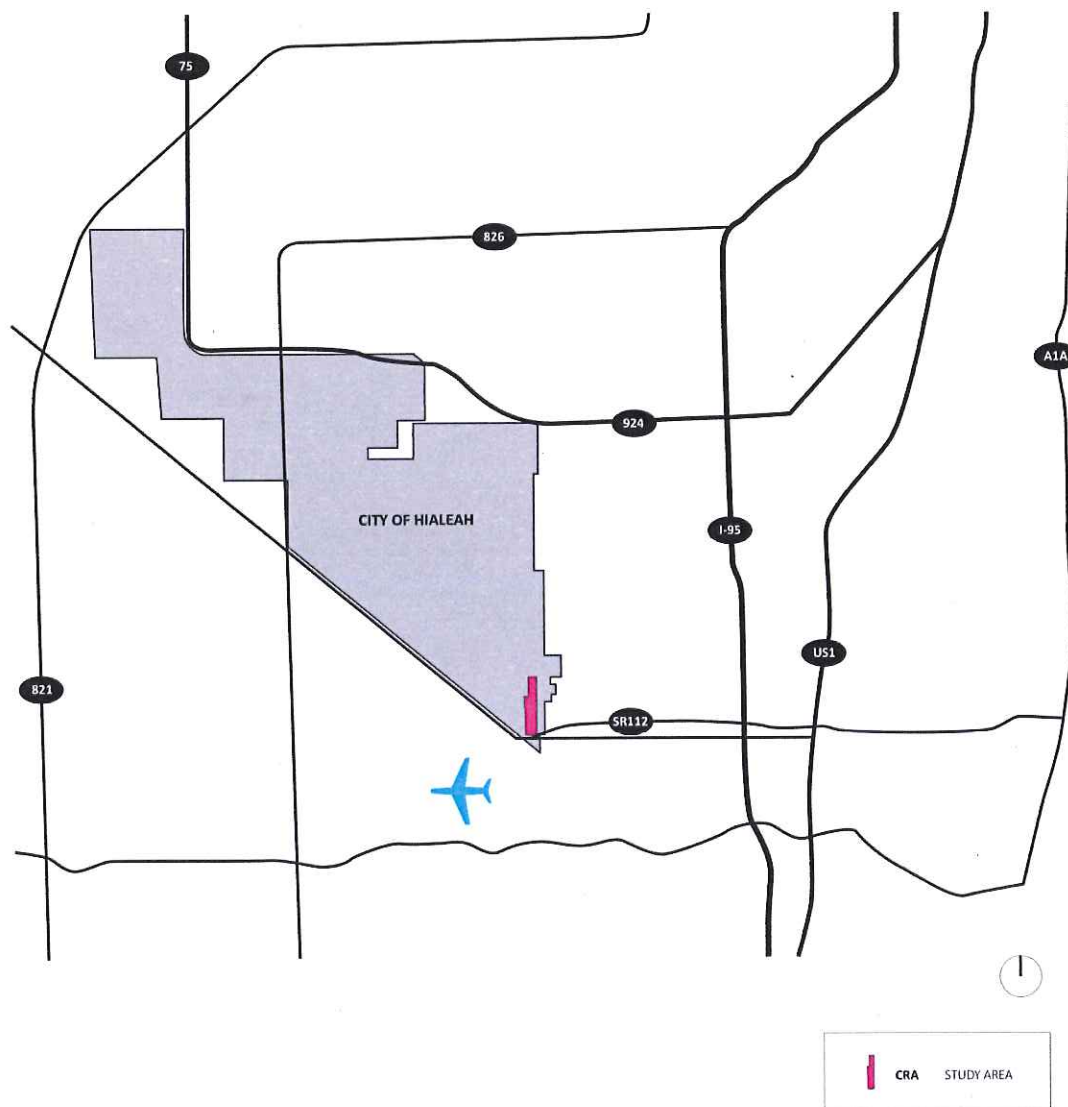 75
826
A1A
924
CITY OF HIALEAH
I-95
US1
821
SR112
CRA STUDY AREA